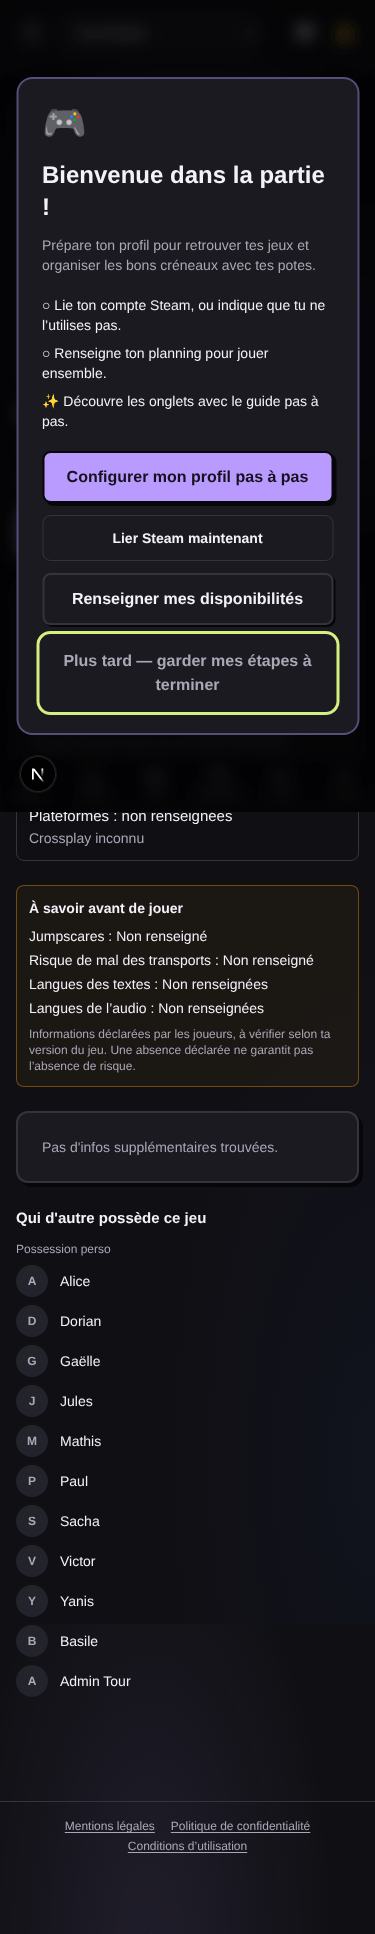 Bienvenue dans la partie
!
Prépare ton profil pour retrouver tes jeux et
organiser les bons créneaux avec tes potes.
○ Lie ton compte Steam, ou indique que tu ne
l’utilises pas.
○ Renseigne ton planning pour jouer
ensemble.
✨ Découvre les onglets avec le guide pas à
pas.
Configurer mon profil pas à pas
Lier Steam maintenant
Renseigner mes disponibilités
Plus tard — garder mes étapes à
terminer
N
Plateformes : non renseignées
Crossplay inconnu
À savoir avant de jouer
Jumpscares : Non renseigné
Risque de mal des transports : Non renseigné
Langues des textes : Non renseignées
Langues de l’audio : Non renseignées
Informations déclarées par les joueurs, à vérifier selon ta
version du jeu. Une absence déclarée ne garantit pas
l’absence de risque.
Pas d'infos supplémentaires trouvées.
Qui d'autre possède ce jeu
Possession perso
A Alice
D Dorian
G Gaëlle
J Jules
M Mathis
P Paul
S Sacha
V Victor
Y Yanis
B Basile
A Admin Tour
Mentions légales Politique de confidentialité
Conditions d’utilisation